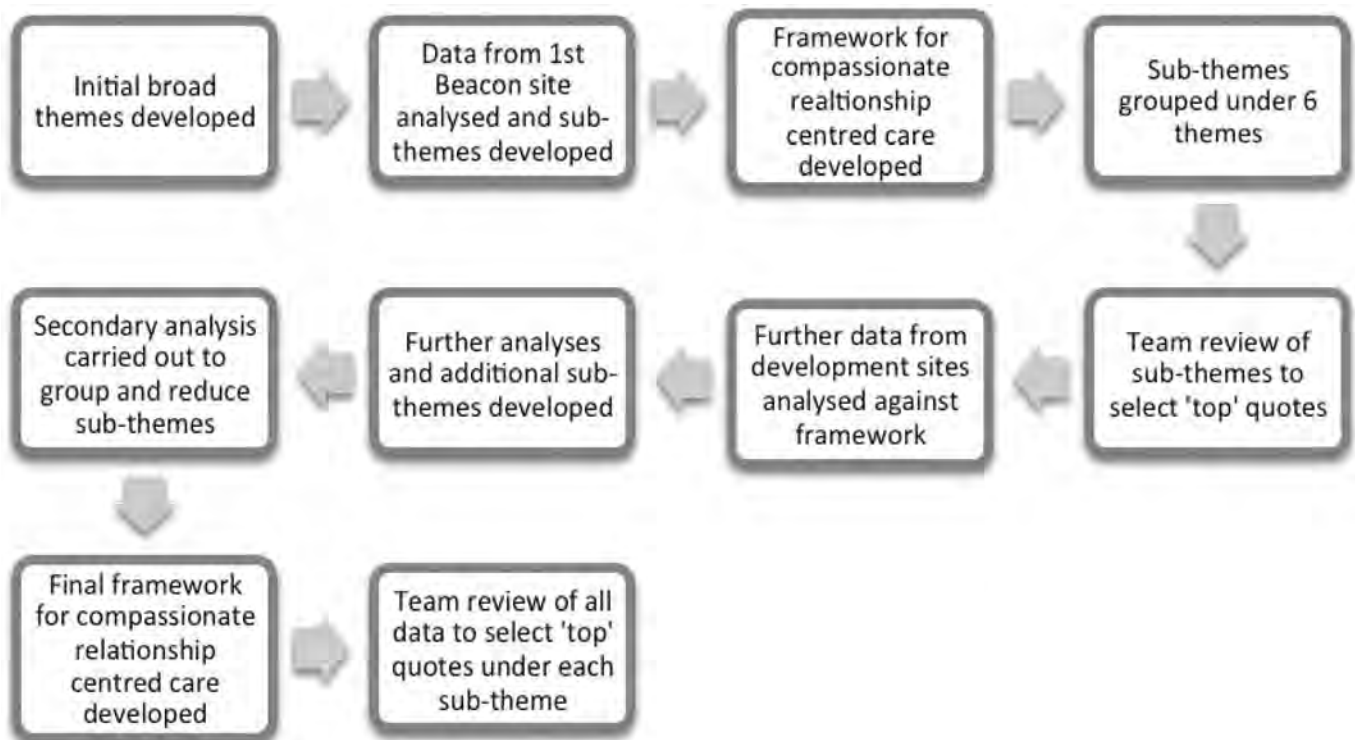 Initial broad
themes developed
Data from 1st
Beacon site
analysed and sub-
themes developed
Framework for
compassionate
realtionship
centred care
developed
Sub-themes
grouped under 6
themes
Team review of
sub-themes to
select 'top' quotes
Further data from
development sites
analysed against
framework
Further analyses
and additional sub-
themes developed
Secondary analysis
carried out to
group and reduce
sub-themes
Final framework
for compassionate
relationship
centred care
developed
Team review of all
data to select 'top'
quotes under each
sub-theme